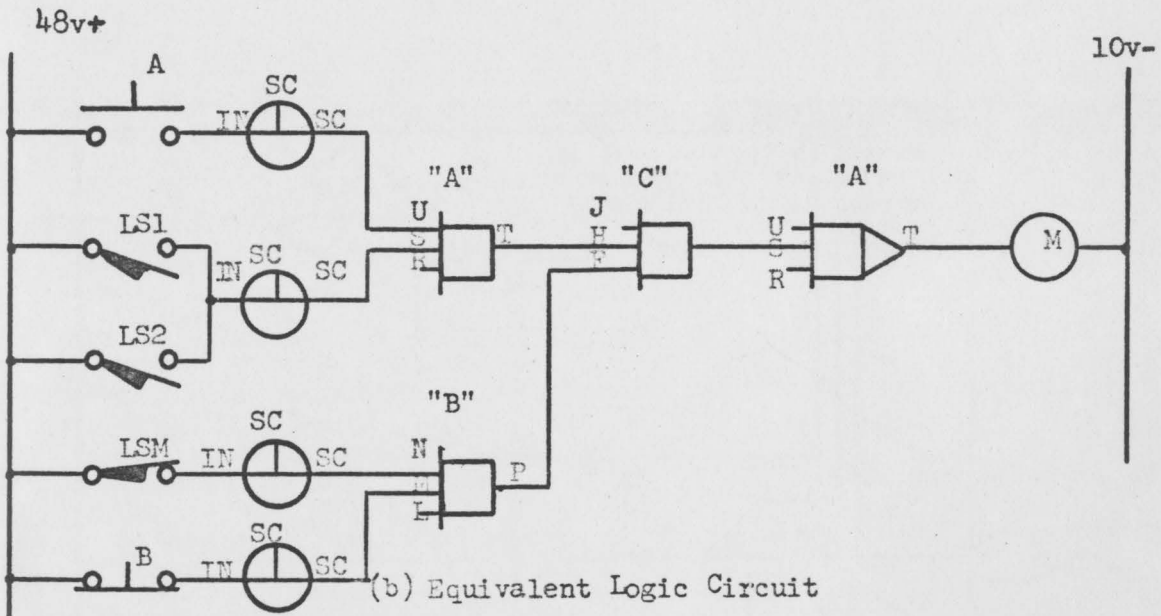 48v+
10v-
A
SC
IN
SC
"A"
"C"
"A"
U
S
R
T
J
H
F
U
S
R
T
M
LS1
SC
IN
SC
LS2
"B"
LSM
SC
IN
SC
N
M
L
P
SC
B
IN
SC
(b) Equivalent Logic Circuit